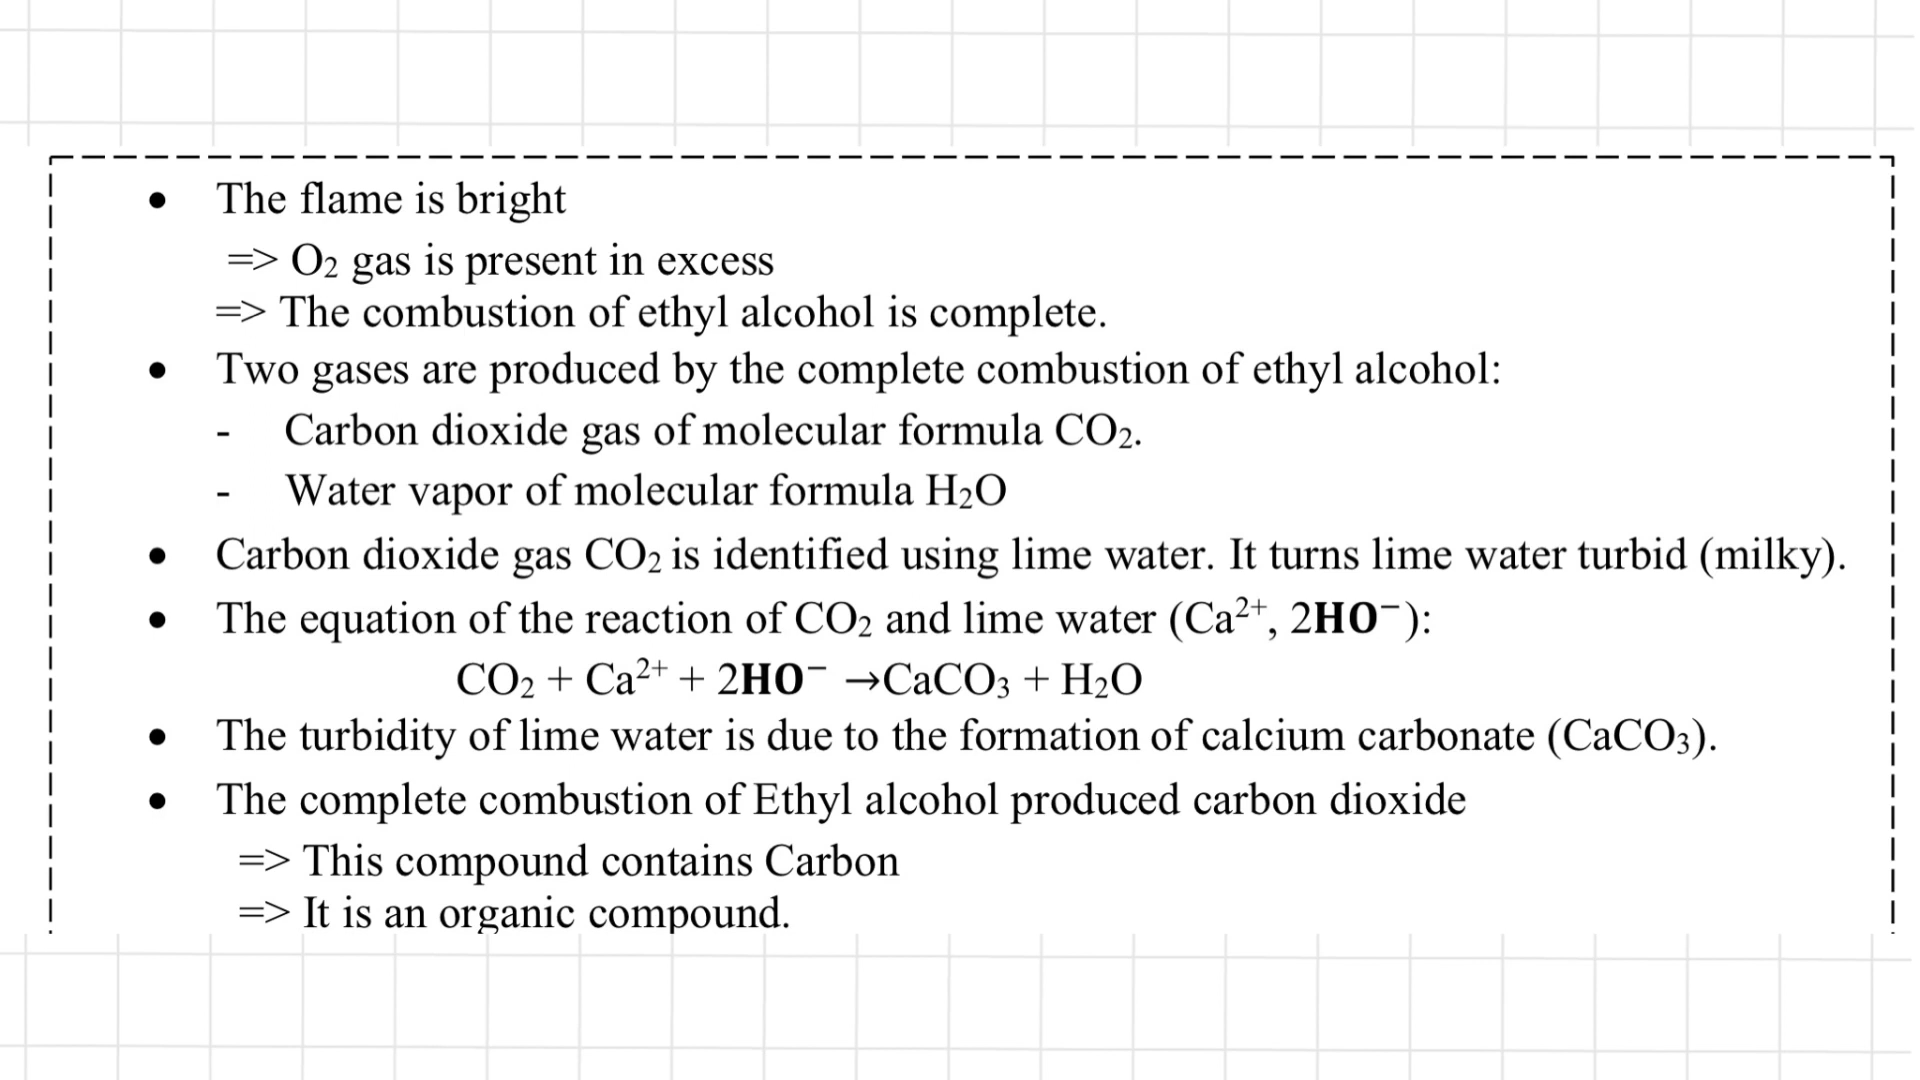 • The flame is bright
=> O₂ gas is present in excess
=> The combustion of ethyl alcohol is complete.
• Two gases are produced by the complete combustion of ethyl alcohol:
- Carbon dioxide gas of molecular formula CO₂.
- Water vapor of molecular formula H₂O
• Carbon dioxide gas CO₂ is identified using lime water. It turns lime water turbid (milky).
• The equation of the reaction of CO₂ and lime water (Ca²⁺, 2HO⁻):
CO₂ + Ca²⁺ + 2HO⁻ →CaCO₃ + H₂O
• The turbidity of lime water is due to the formation of calcium carbonate (CaCO₃).
• The complete combustion of Ethyl alcohol produced carbon dioxide
=> This compound contains Carbon
=> It is an organic compound.